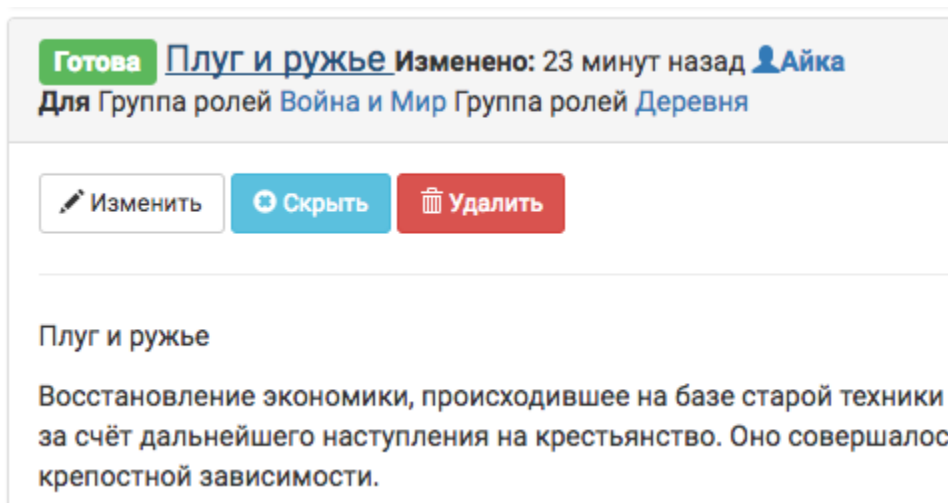 Готова Плуг и ружье Изменено: 23 минут назад Айка
Для Группа ролей Война и Мир Группа ролей Деревня
Изменить Скрыть Удалить
Плуг и ружье
Восстановление экономики, происходившее на базе старой техники
за счёт дальнейшего наступления на крестьянство. Оно совершалос
крепостной зависимости.